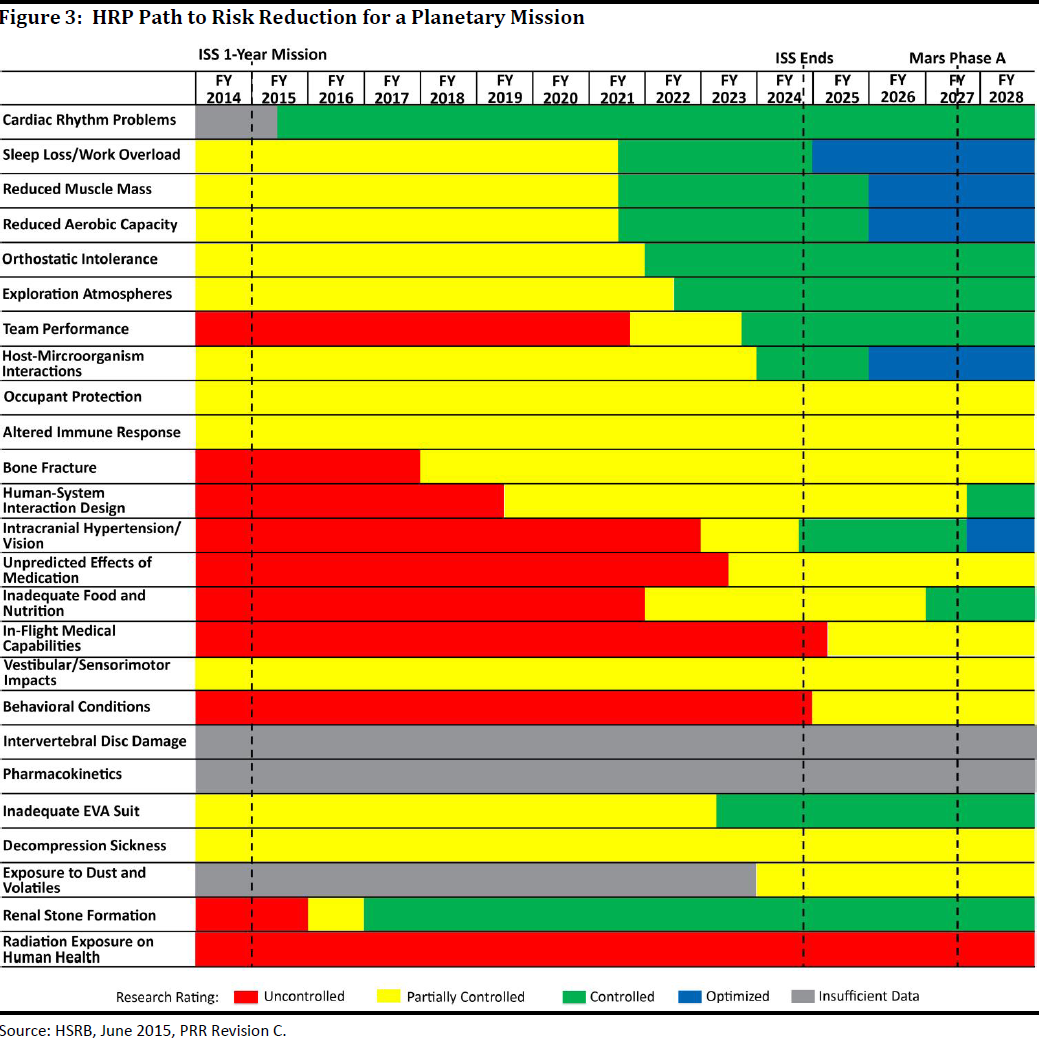 Figure 3: HRP Path to Risk Reduction for a Planetary Mission
ISS 1-Year Mission
ISS Ends
Mars Phase A
FY 2014
FY 2015
FY 2016
FY 2017
FY 2018
FY 2019
FY 2020
FY 2021
FY 2022
FY 2023
FY 2024
FY 2025
FY 2026
FY 2027
FY 2028
Cardiac Rhythm Problems
Sleep Loss/Work Overload
Reduced Muscle Mass
Reduced Aerobic Capacity
Orthostatic Intolerance
Exploration Atmospheres
Team Performance
Host-Mircroorganism
Interactions
Occupant Protection
Altered Immune Response
Bone Fracture
Human-System
Interaction Design
Intracranial Hypertension/
Vision
Unpredicted Effects of
Medication
Inadequate Food and
Nutrition
In-Flight Medical
Capabilities
Vestibular/Sensorimotor
Impacts
Behavioral Conditions
Intervertebral Disc Damage
Pharmacokinetics
Inadequate EVA Suit
Decompression Sickness
Exposure to Dust and
Volatiles
Renal Stone Formation
Radiation Exposure on
Human Health
Research Rating: Uncontrolled Partially Controlled Controlled Optimized Insufficient Data
Source: HSRB, June 2015, PRR Revision C.